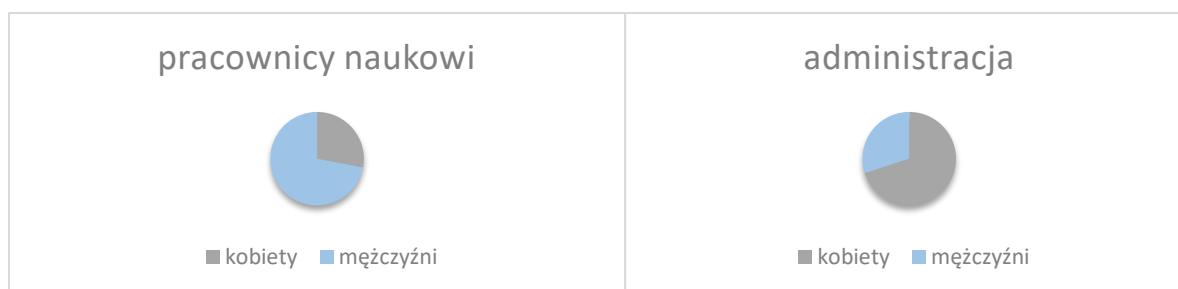 pracownicy naukowi
kobiety mężczyźni
administracja
kobiety mężczyźni